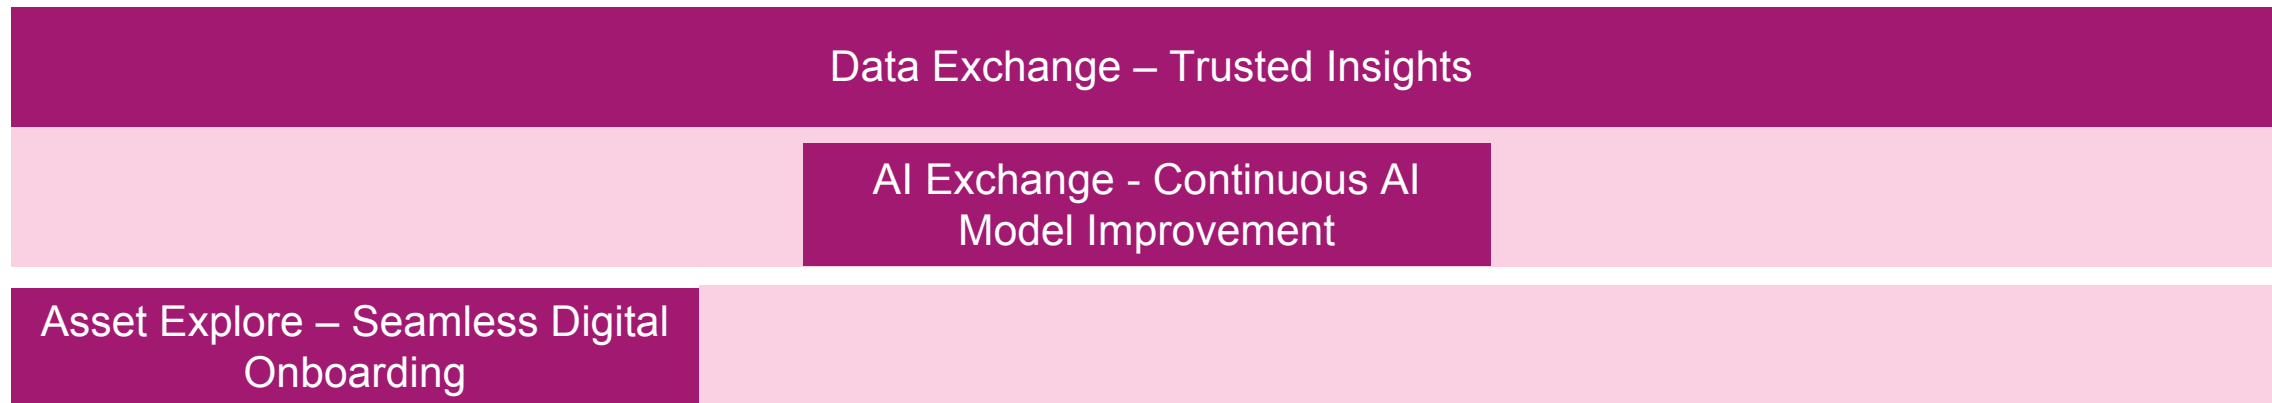 Data Exchange – Trusted Insights
AI Exchange - Continuous AI
Model Improvement
Asset Explore – Seamless Digital
Onboarding